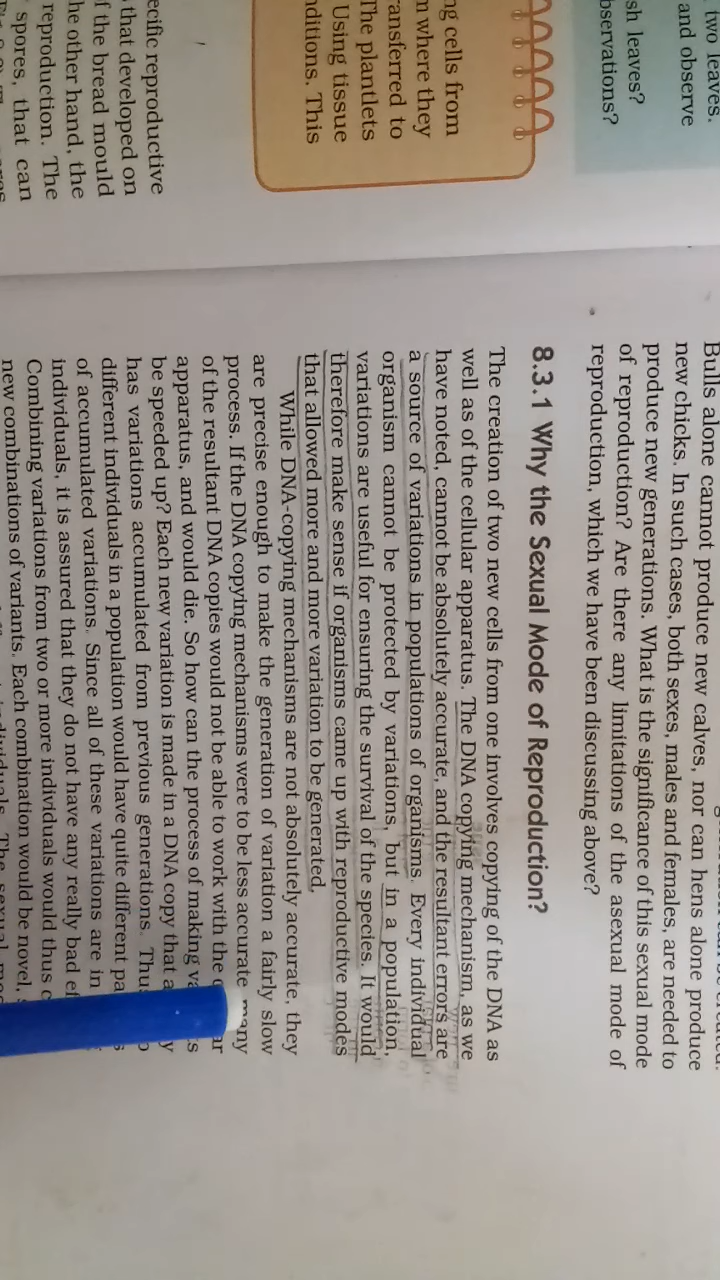 two leaves.
and observe
sh leaves?
bservations?
ng cells from
n where they
ransferred to
The plantlets
Using tissue
nditions. This
ecific reproductive
that developed on
f the bread mould
he other hand, the
reproduction. The
spores, that can
Bulls alone cannot produce new calves, nor can hens alone produce
new chicks. In such cases, both sexes, males and females, are needed to
produce new generations. What is the significance of this sexual mode
of reproduction? Are there any limitations of the asexual mode of
reproduction, which we have been discussing above?
8.3.1 Why the Sexual Mode of Reproduction?
The creation of two new cells from one involves copying of the DNA as
well as of the cellular apparatus. The DNA copying mechanism, as we
have noted, cannot be absolutely accurate, and the resultant errors are
a source of variations in populations of organisms. Every individual
organism cannot be protected by variations, but in a population,
variations are useful for ensuring the survival of the species. It would
therefore make sense if organisms came up with reproductive modes
that allowed more and more variation to be generated.
While DNA-copying mechanisms are not absolutely accurate, they
are precise enough to make the generation of variation a fairly slow
process. If the DNA copying mechanisms were to be less accurate, many
of the resultant DNA copies would not be able to work with the
apparatus, and would die. So how can the process of making
be speeded up? Each new variation is made in a DNA copy that
has variations accumulated from previous generations.
different individuals in a population would have quite different
of accumulated variations. Since all of these variations are in
individuals, it is assured that they do not have any really bad
Combining variations from two or more individuals would thus
new combinations of variants. Each combination would be novel,
The sexual